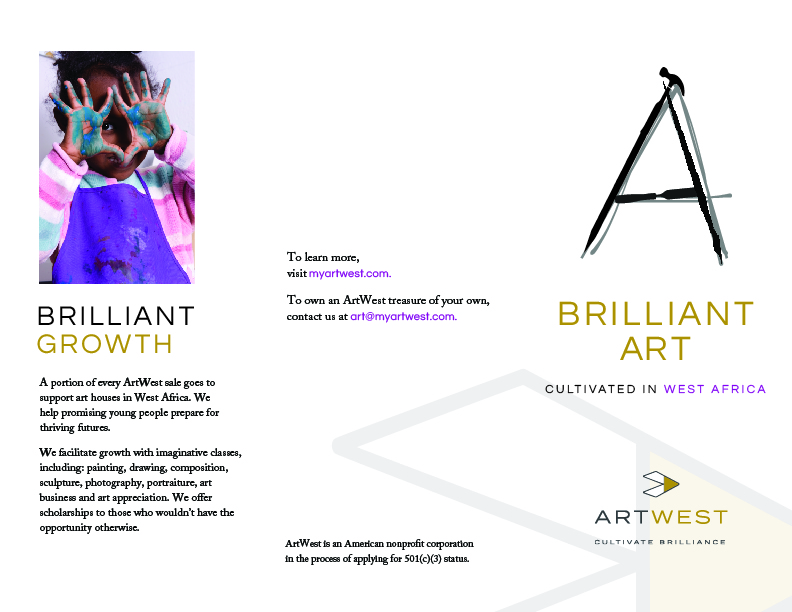 BRILLIANT
GROWTH
A portion of every ArtWest sale goes to
support art houses in West Africa. We
help promising young people prepare for
thriving futures.
We facilitate growth with imaginative classes,
including: painting, drawing, composition,
sculpture, photography, portraiture, art
business and art appreciation. We offer
scholarships to those who wouldn't have the
opportunity otherwise.
To learn more,
visit myartwest.com.
To own an ArtWest treasure of your own,
contact us at art@myartwest.com.
ArtWest is an American nonprofit corporation
in the process of applying for 501(c)(3) status.
A
BRILLIANT
ART
CULTIVATED IN WEST AFRICA
ARTWEST
CULTIVATE BRILLIANCE